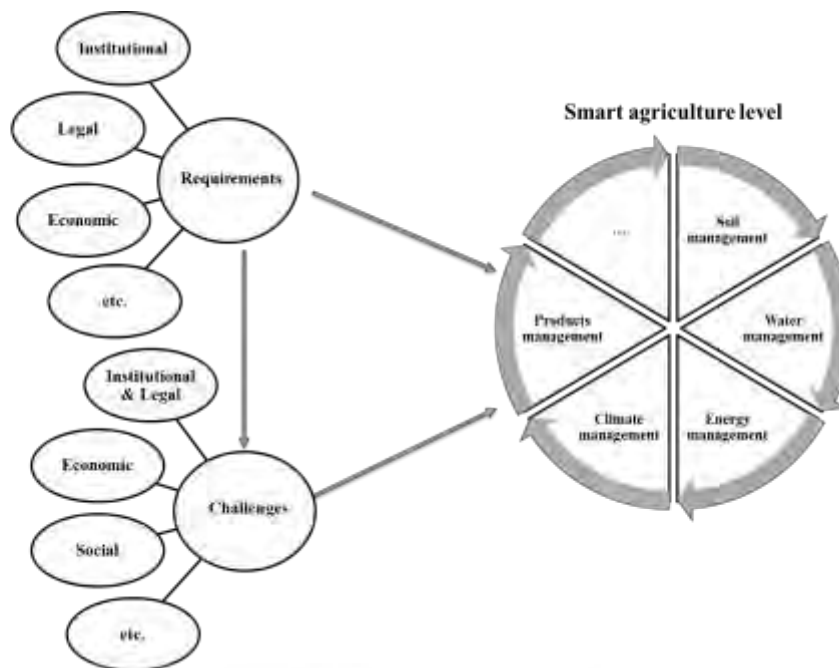 Institutional
Legal
Requirements
Economic
etc.
Institutional
& Legal
Economic
Challenges
Social
etc.
Smart agriculture level
....
Soil
management
Products
management
Water
management
Climate
management
Energy
management